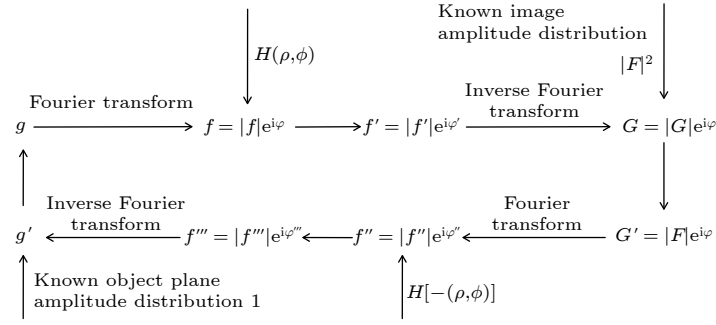 Known image
amplitude distribution
|F|²
H(ρ,ϕ)
Fourier transform
Inverse Fourier
transform
g
f = |f|e^{iφ}
f′ = |f′|e^{iφ′}
G = |G|e^{iφ}
Inverse Fourier
transform
Fourier
transform
g′
f‴ = |f‴|e^{iφ‴}
f″ = |f″|e^{iφ″}
G′ = |F|e^{iφ}
Known object plane
amplitude distribution 1
H[−(ρ,ϕ)]